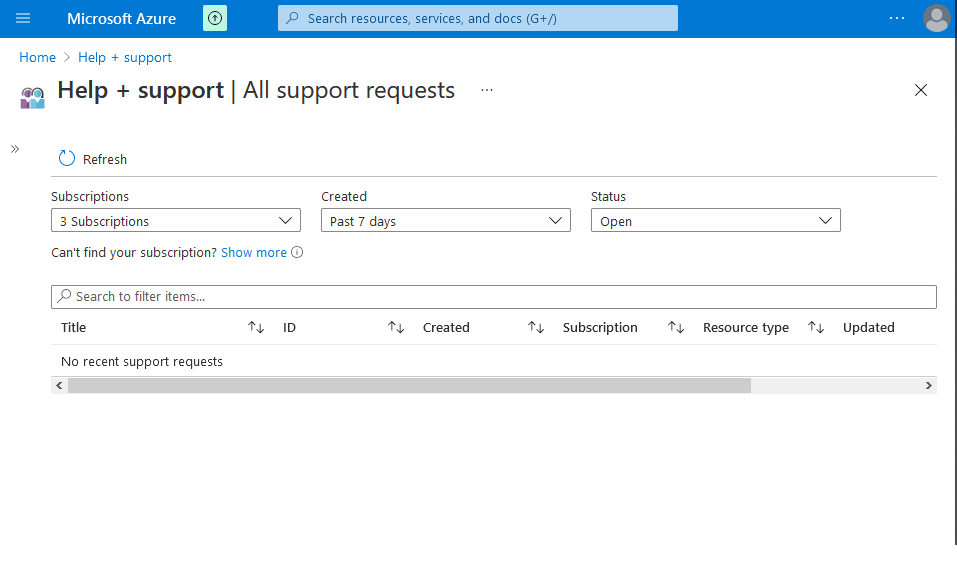 Microsoft Azure
Search resources, services, and docs (G+/)
Home > Help + support
Help + support | All support requests
Refresh
Subscriptions Created Status
3 Subscriptions Past 7 days Open
Can't find your subscription? Show more
Search to filter items...
Title ID Created Subscription Resource type Updated
No recent support requests